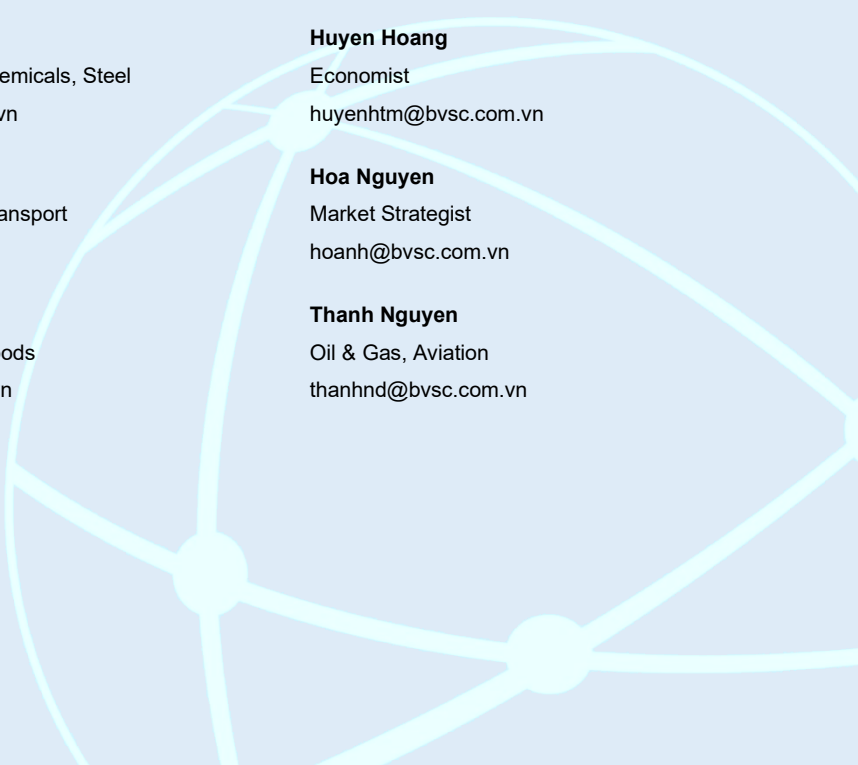 emicals, Steel
vn
ansport
ods
n
Huyen Hoang
Economist
huyenhtm@bvsc.com.vn
Hoa Nguyen
Market Strategist
hoanh@bvsc.com.vn
Thanh Nguyen
Oil & Gas, Aviation
thanhnd@bvsc.com.vn